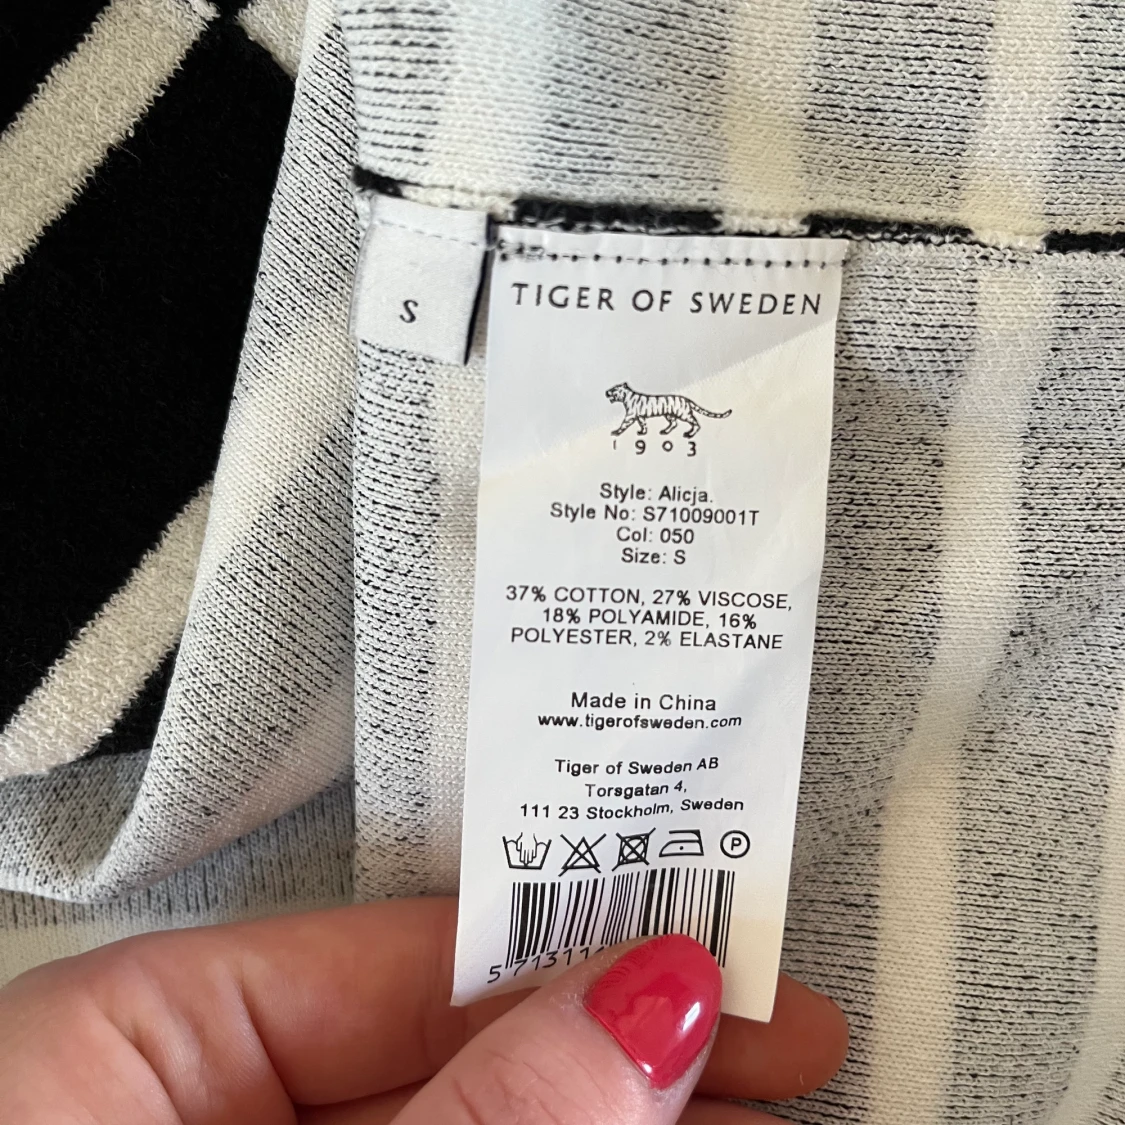 S
TIGER OF SWEDEN
1903
Style: Alicja.
Style No: S71009001T
Col: 050
Size: S
37% COTTON, 27% VISCOSE,
18% POLYAMIDE, 16%
POLYESTER, 2% ELASTANE
Made in China
www.tigerofsweden.com
Tiger of Sweden AB
Torsgatan 4,
111 23 Stockholm, Sweden
P
5 713111